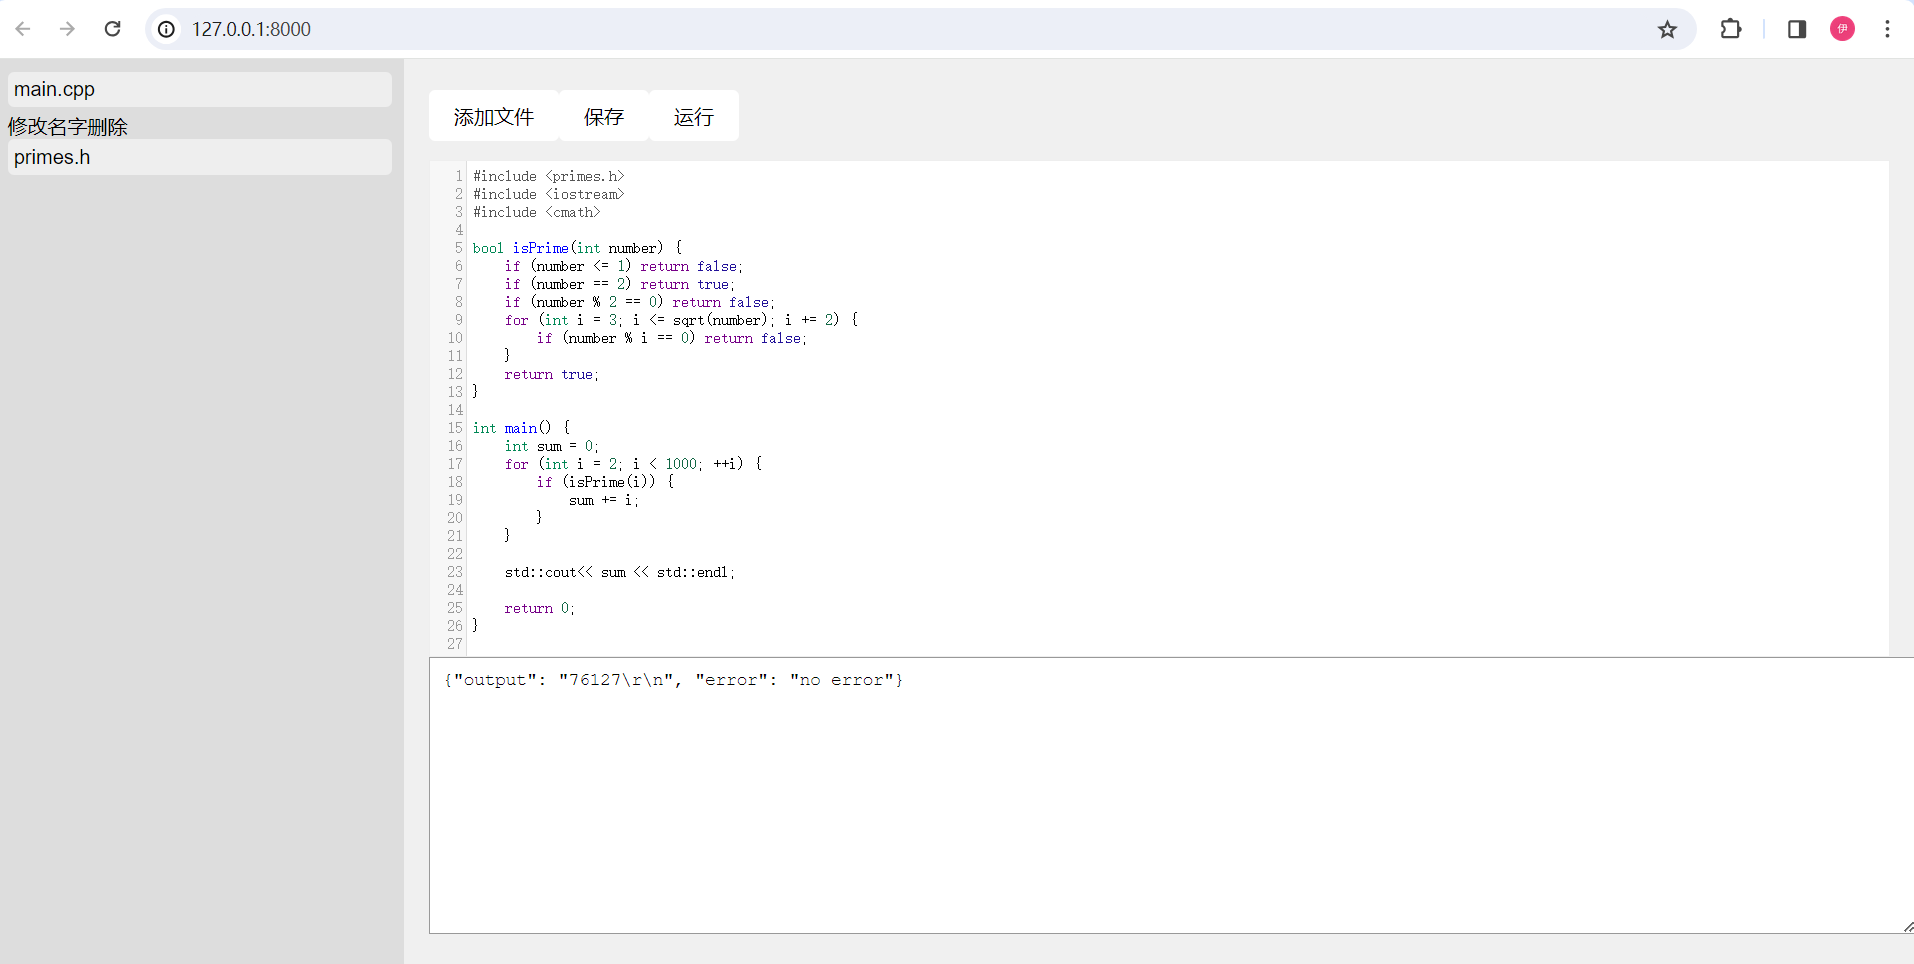 127.0.0.1:8000
伊
main.cpp
修改名字删除
primes.h
添加文件 保存 运行
1 #include <primes.h>
2 #include <iostream>
3 #include <cmath>
4
5 bool isPrime(int number) {
6     if (number <= 1) return false;
7     if (number == 2) return true;
8     if (number % 2 == 0) return false;
9     for (int i = 3; i <= sqrt(number); i += 2) {
10         if (number % i == 0) return false;
11     }
12     return true;
13 }
14
15 int main() {
16     int sum = 0;
17     for (int i = 2; i < 1000; ++i) {
18         if (isPrime(i)) {
19             sum += i;
20         }
21     }
22
23     std::cout<< sum << std::endl;
24
25     return 0;
26 }
27
{"output": "76127\r\n", "error": "no error"}